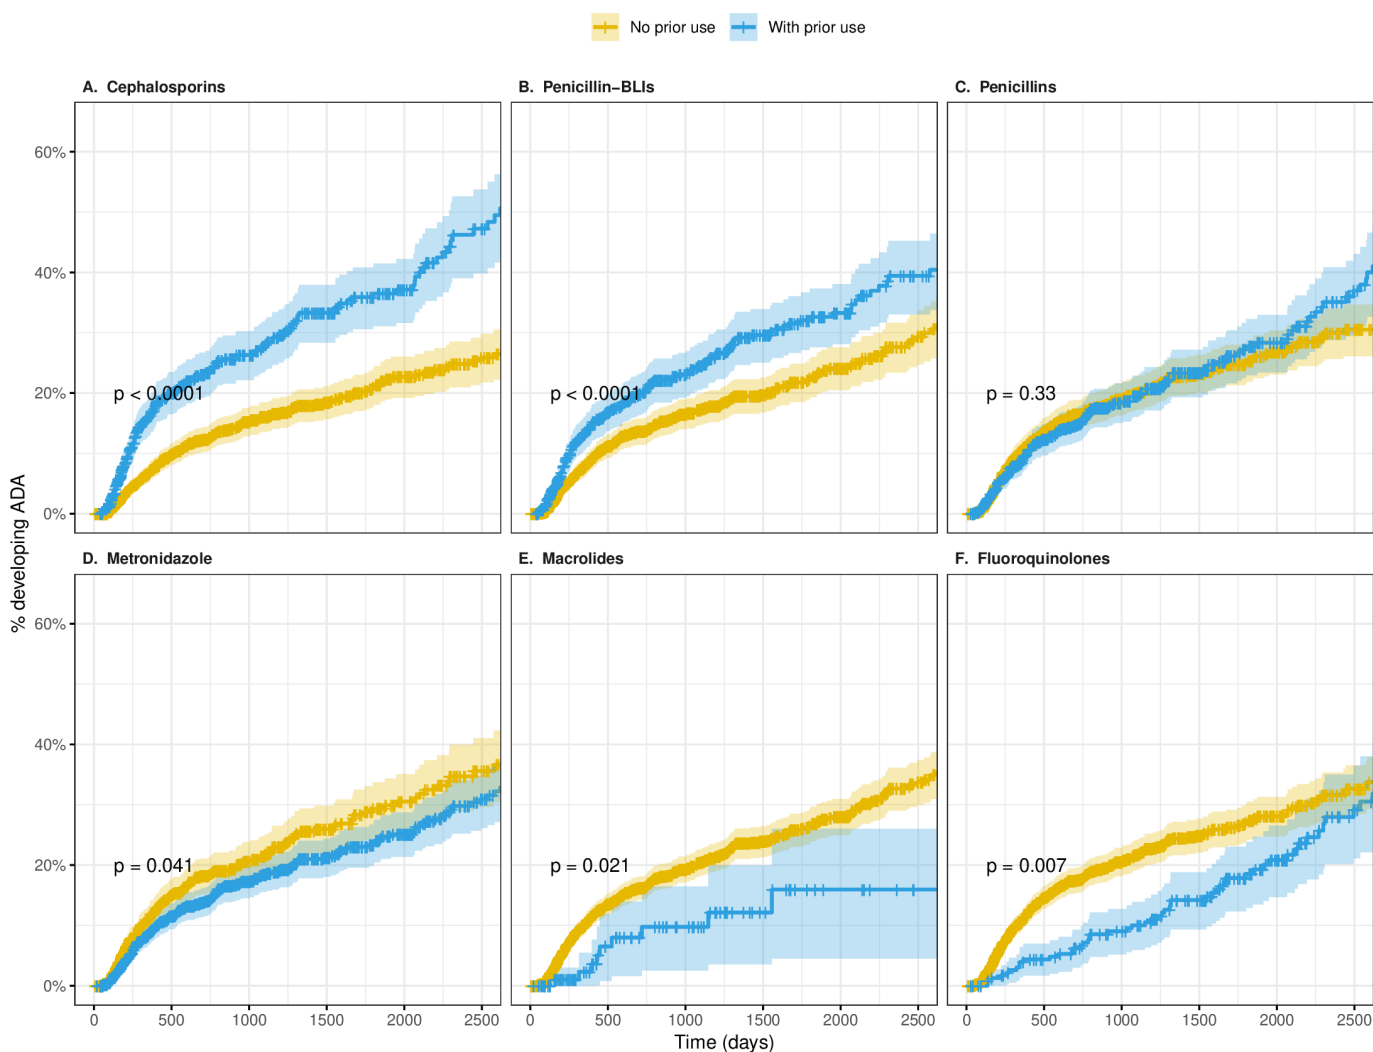 No prior use With prior use
A. Cephalosporins B. Penicillin−BLIs C. Penicillins
60%
40%
20%
0%
p < 0.0001 p < 0.0001 p = 0.33
% developing ADA
D. Metronidazole E. Macrolides F. Fluoroquinolones
60%
40%
20%
0%
p = 0.041 p = 0.021 p = 0.007
0 500 1000 1500 2000 2500 0 500 1000 1500 2000 2500 0 500 1000 1500 2000 2500
Time (days)